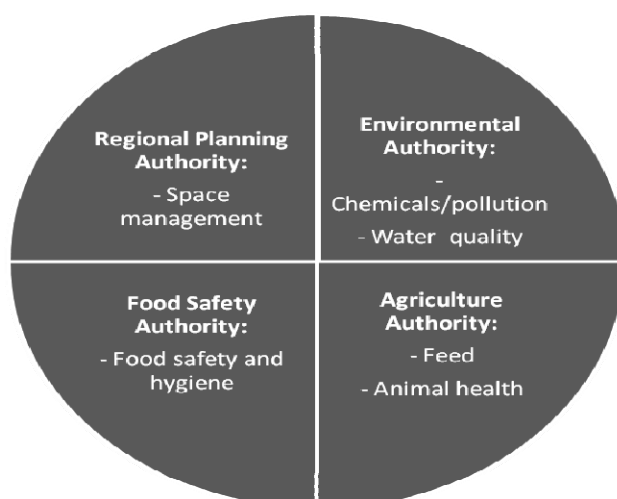 Regional Planning
Authority:
- Space
management
Environmental
Authority:
-
Chemicals/pollution
- Water quality
Food Safety
Authority:
- Food safety and
hygiene
Agriculture
Authority:
- Feed
- Animal health